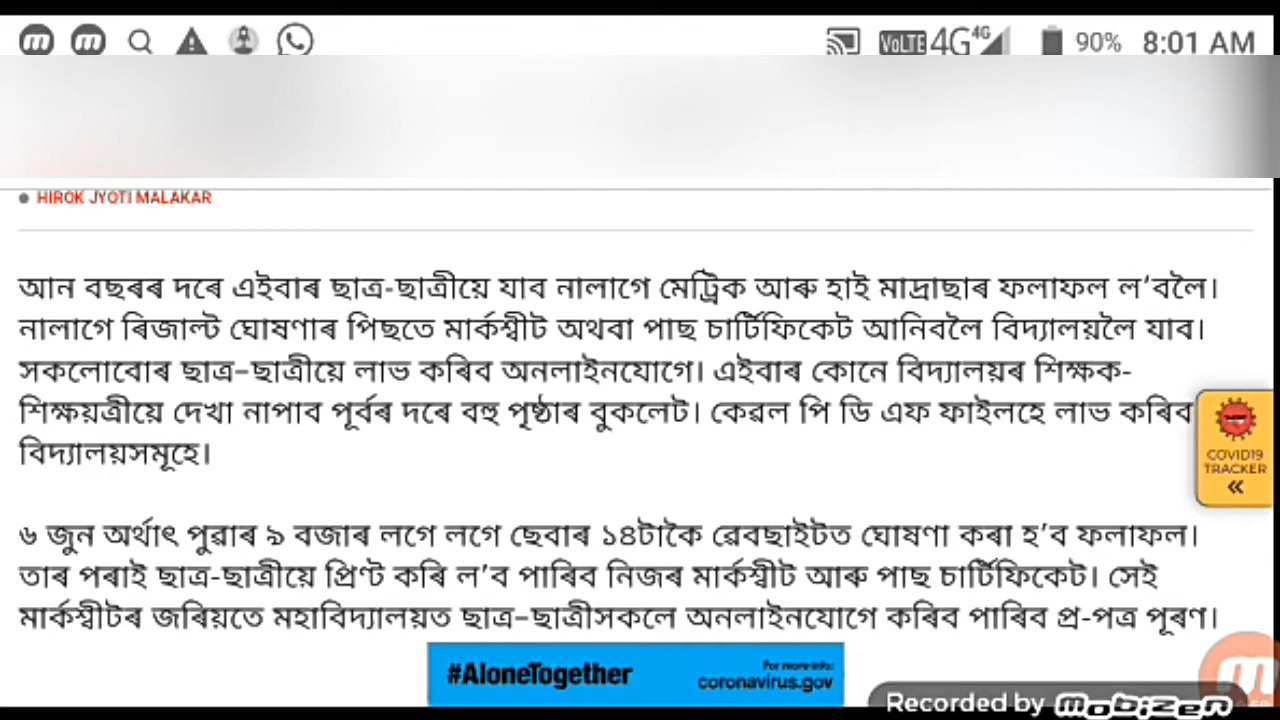 VoLTE 4G 4G 90% 8:01 AM
HIROK JYOTI MALAKAR
আন বছৰৰ দৰে এইবাৰ ছাত্ৰ-ছাত্ৰীয়ে যাব নালাগে মেট্ৰিক আৰু হাই মাদ্ৰাছাৰ ফলাফল ল’বলৈ।
নালাগে ৰিজাল্ট ঘোষণাৰ পিছতে মাৰ্কশ্বীট অথবা পাছ চাৰ্টিফিকেট আনিবলৈ বিদ্যালয়লৈ যাব।
সকলোবোৰ ছাত্ৰ–ছাত্ৰীয়ে লাভ কৰিব অনলাইনযোগে। এইবাৰ কোনে বিদ্যালয়ৰ শিক্ষক-
শিক্ষয়ত্ৰীয়ে দেখা নাপাব পূৰ্বৰ দৰে বহু পৃষ্ঠাৰ বুকলেট। কেৱল পি ডি এফ ফাইলহে লাভ কৰিব
বিদ্যালয়সমূহে।
COVID19
TRACKER
«
৬ জুন অৰ্থাৎ পুৱাৰ ৯ বজাৰ লগে লগে ছেবাৰ ১৪টাকৈ ৱেবছাইটত ঘোষণা কৰা হ’ব ফলাফল।
তাৰ পৰাই ছাত্ৰ-ছাত্ৰীয়ে প্ৰিণ্ট কৰি ল’ব পাৰিব নিজৰ মাৰ্কশ্বীট আৰু পাছ চাৰ্টিফিকেট। সেই
মাৰ্কশ্বীটৰ জৰিয়তে মহাবিদ্যালয়ত ছাত্ৰ–ছাত্ৰীসকলে অনলাইনযোগে কৰিব পাৰিব প্ৰ-পত্ৰ পূৰণ।
#AloneTogether
For more info:
coronavirus.gov
Recorded by MOBIZEN